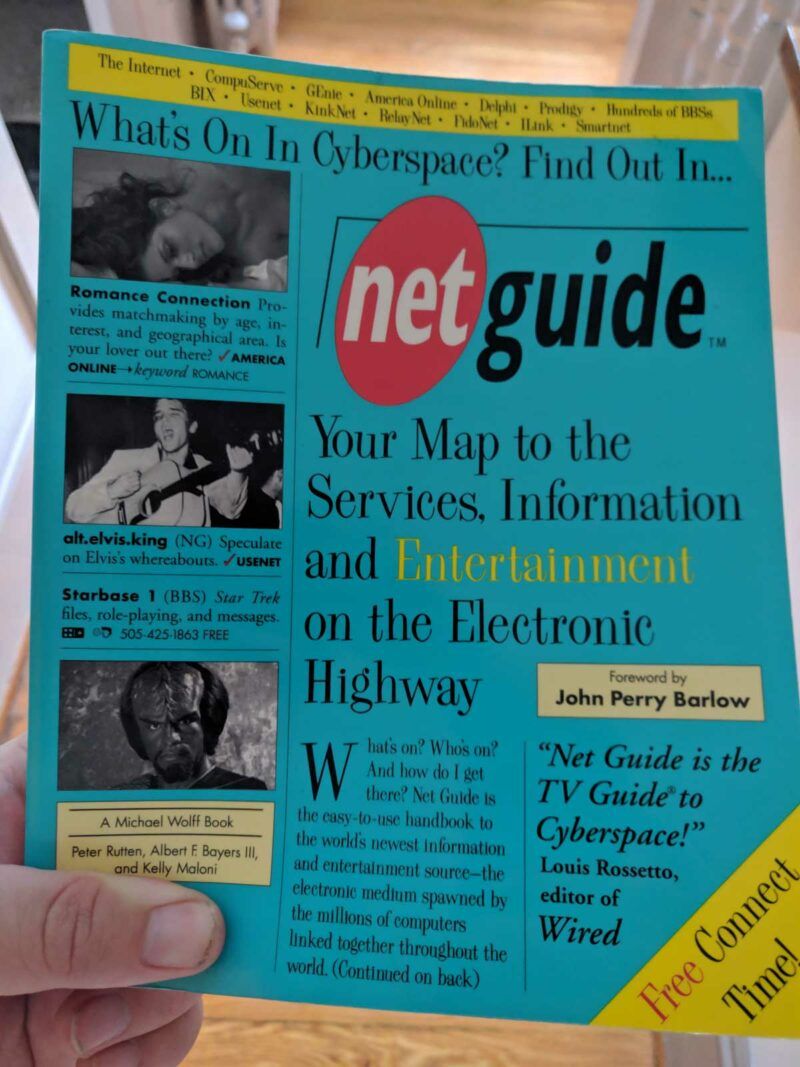 The Internet • CompuServe • GEnie • America Online • Delphi • Prodigy • Hundreds of BBSs
BIX • Usenet • KinkNet • RelayNet • FidoNet • ILink • Smartnet
What's On In Cyberspace? Find Out In...
Romance Connection Pro-
vides matchmaking by age, in-
terest, and geographical area. Is
your lover out there? ✓AMERICA
ONLINE→keyword ROMANCE
alt.elvis.king (NG) Speculate
on Elvis's whereabouts. ✓USENET
Starbase 1 (BBS) Star Trek
files, role-playing, and messages.
505-425-1863 FREE
A Michael Wolff Book
Peter Rutten, Albert F. Bayers III,
and Kelly Maloni
net guide™
Your Map to the
Services, Information
and Entertainment
on the Electronic
Highway
Foreword by
John Perry Barlow
What's on? Who's on?
And how do I get
there? Net Guide is
the easy-to-use handbook to
the world's newest information
and entertainment source—the
electronic medium spawned by
the millions of computers
linked together throughout the
world. (Continued on back)
"Net Guide is the
TV Guide® to
Cyberspace!"
Louis Rossetto,
editor of
Wired
Free Connect
Time!